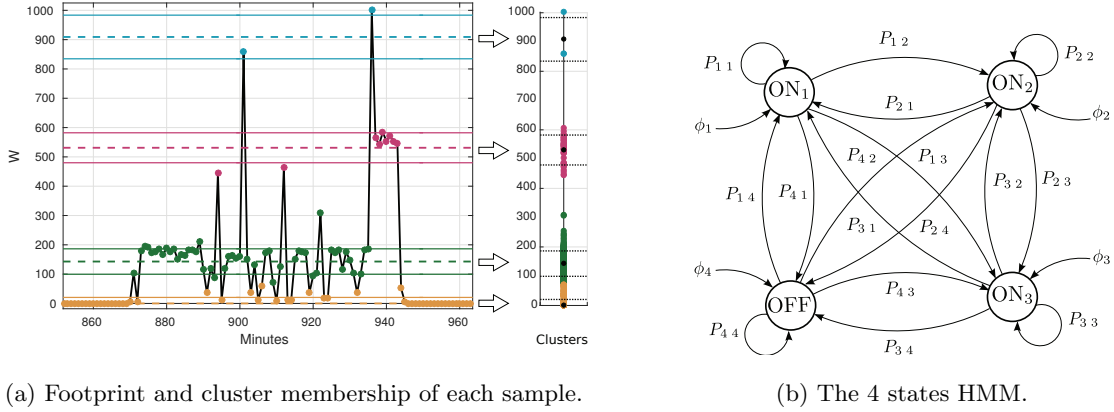 1000
900
800
700
600
500
400
300
200
100
0
W
860
880
900
920
940
960
Minutes
1000
900
800
700
600
500
400
300
200
100
0
Clusters
P1 1
P1 2
P2 2
ON1
ON2
P2 1
ϕ1
ϕ2
P4 2
P1 3
P1 4
P4 1
P3 2
P2 3
P3 1
P2 4
ϕ4
ϕ3
P4 3
OFF
ON3
P4 4
P3 4
P3 3
(a) Footprint and cluster membership of each sample.
(b) The 4 states HMM.